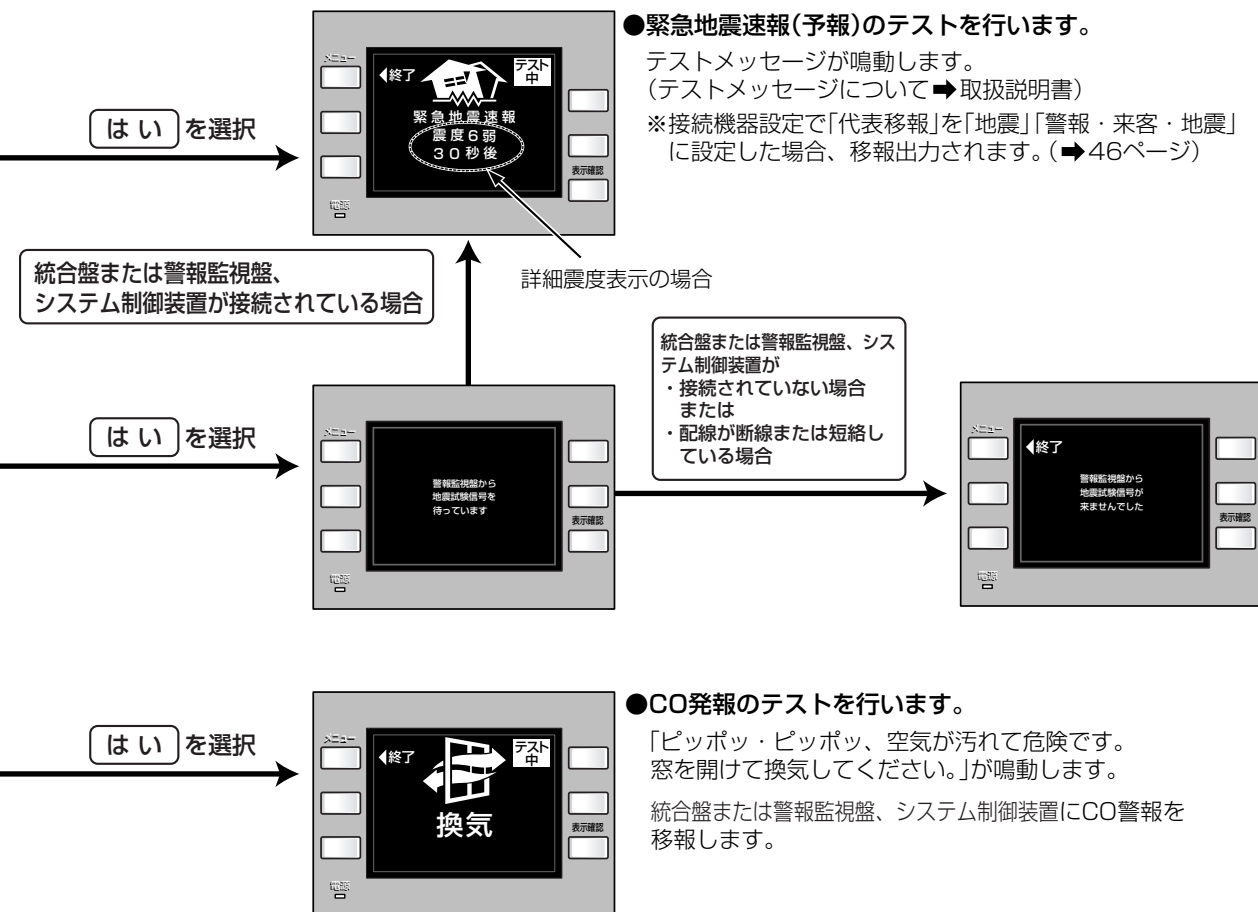 はいを選択
メニュー
◀終了
テスト中
緊急地震速報
震度6弱
30秒後
表示確認
電源
●緊急地震速報(予報)のテストを行います。
テストメッセージが鳴動します。
(テストメッセージについて➡取扱説明書)
※接続機器設定で「代表移報」を「地震」「警報・来客・地震」
に設定した場合、移報出力されます。(➡46ページ)
詳細震度表示の場合
統合盤または警報監視盤、
システム制御装置が接続されている場合
はいを選択
メニュー
警報監視盤から
地震試験信号を
待っています
表示確認
電源
統合盤または警報監視盤、シス
テム制御装置が
・接続されていない場合
または
・配線が断線または短絡し
ている場合
メニュー
◀終了
警報監視盤から
地震試験信号が
来ませんでした
表示確認
電源
はいを選択
メニュー
◀終了
テスト中
換気
表示確認
電源
●CO発報のテストを行います。
「ピッポッ・ピッポッ、空気が汚れて危険です。
窓を開けて換気してください。」が鳴動します。
統合盤または警報監視盤、システム制御装置にCO警報を
移報します。